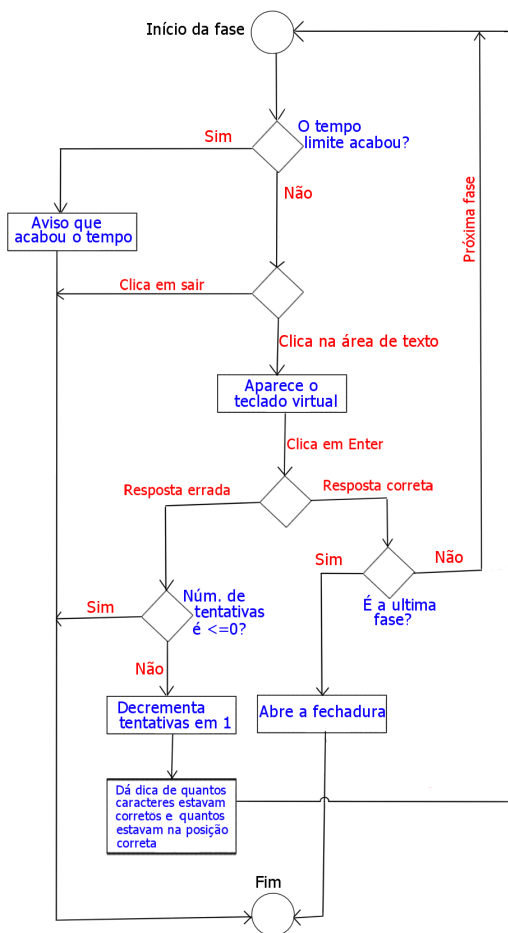 Início da fase
O tempo
limite acabou?
Sim
Não
Aviso que
acabou o tempo
Próxima fase
Clica em sair
Clica na área de texto
Aparece o
teclado virtual
Clica em Enter
Resposta errada
Resposta correta
Sim
Não
É a ultima
fase?
Núm. de
tentativas
é <=0?
Sim
Não
Decrementa
tentativas em 1
Abre a fechadura
Dá dica de quantos
caracteres estavam
corretos e quantos
estavam na posição
correta
Fim